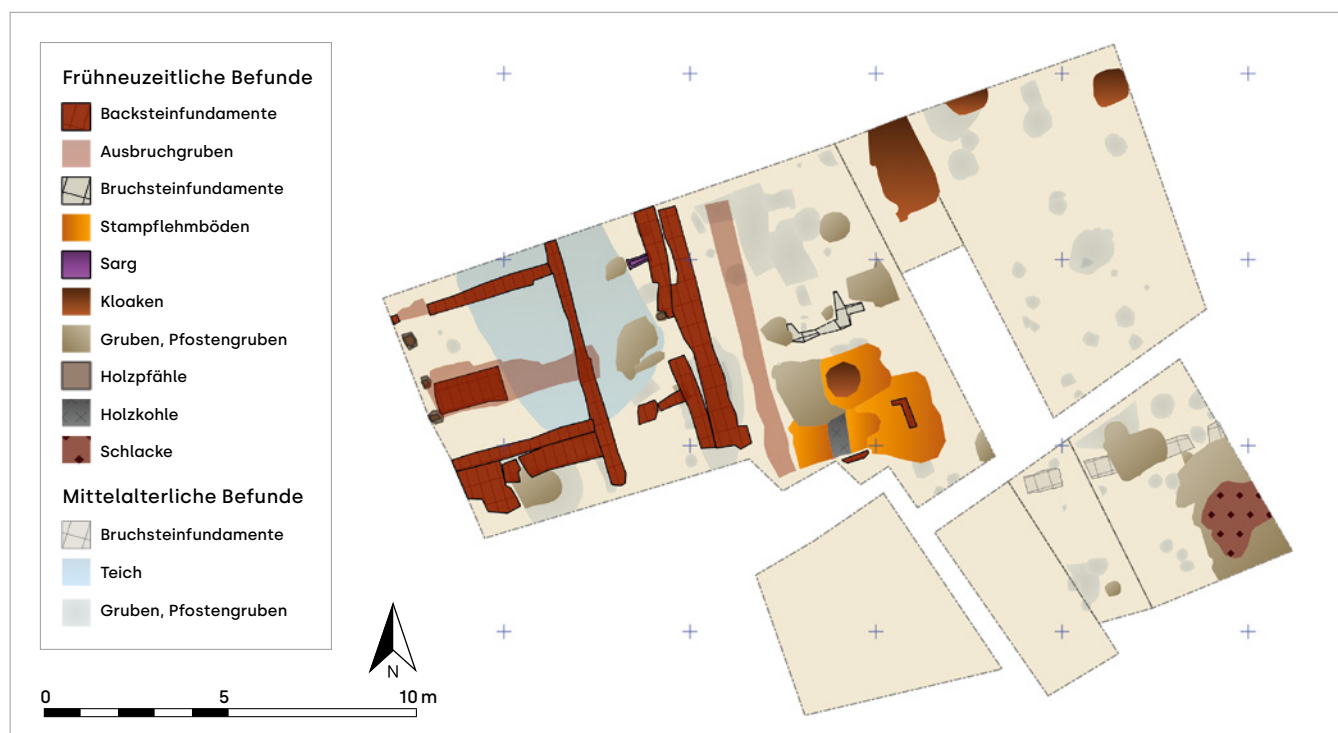 Frühneuzeitliche Befunde
Backsteinfundamente
Ausbruchgruben
Bruchsteinfundamente
Stampflehmböden
Sarg
Kloaken
Gruben, Pfostengruben
Holzpfähle
Holzkohle
Schlacke
Mittelalterliche Befunde
Bruchsteinfundamente
Teich
Gruben, Pfostengruben
N
0 5 10 m